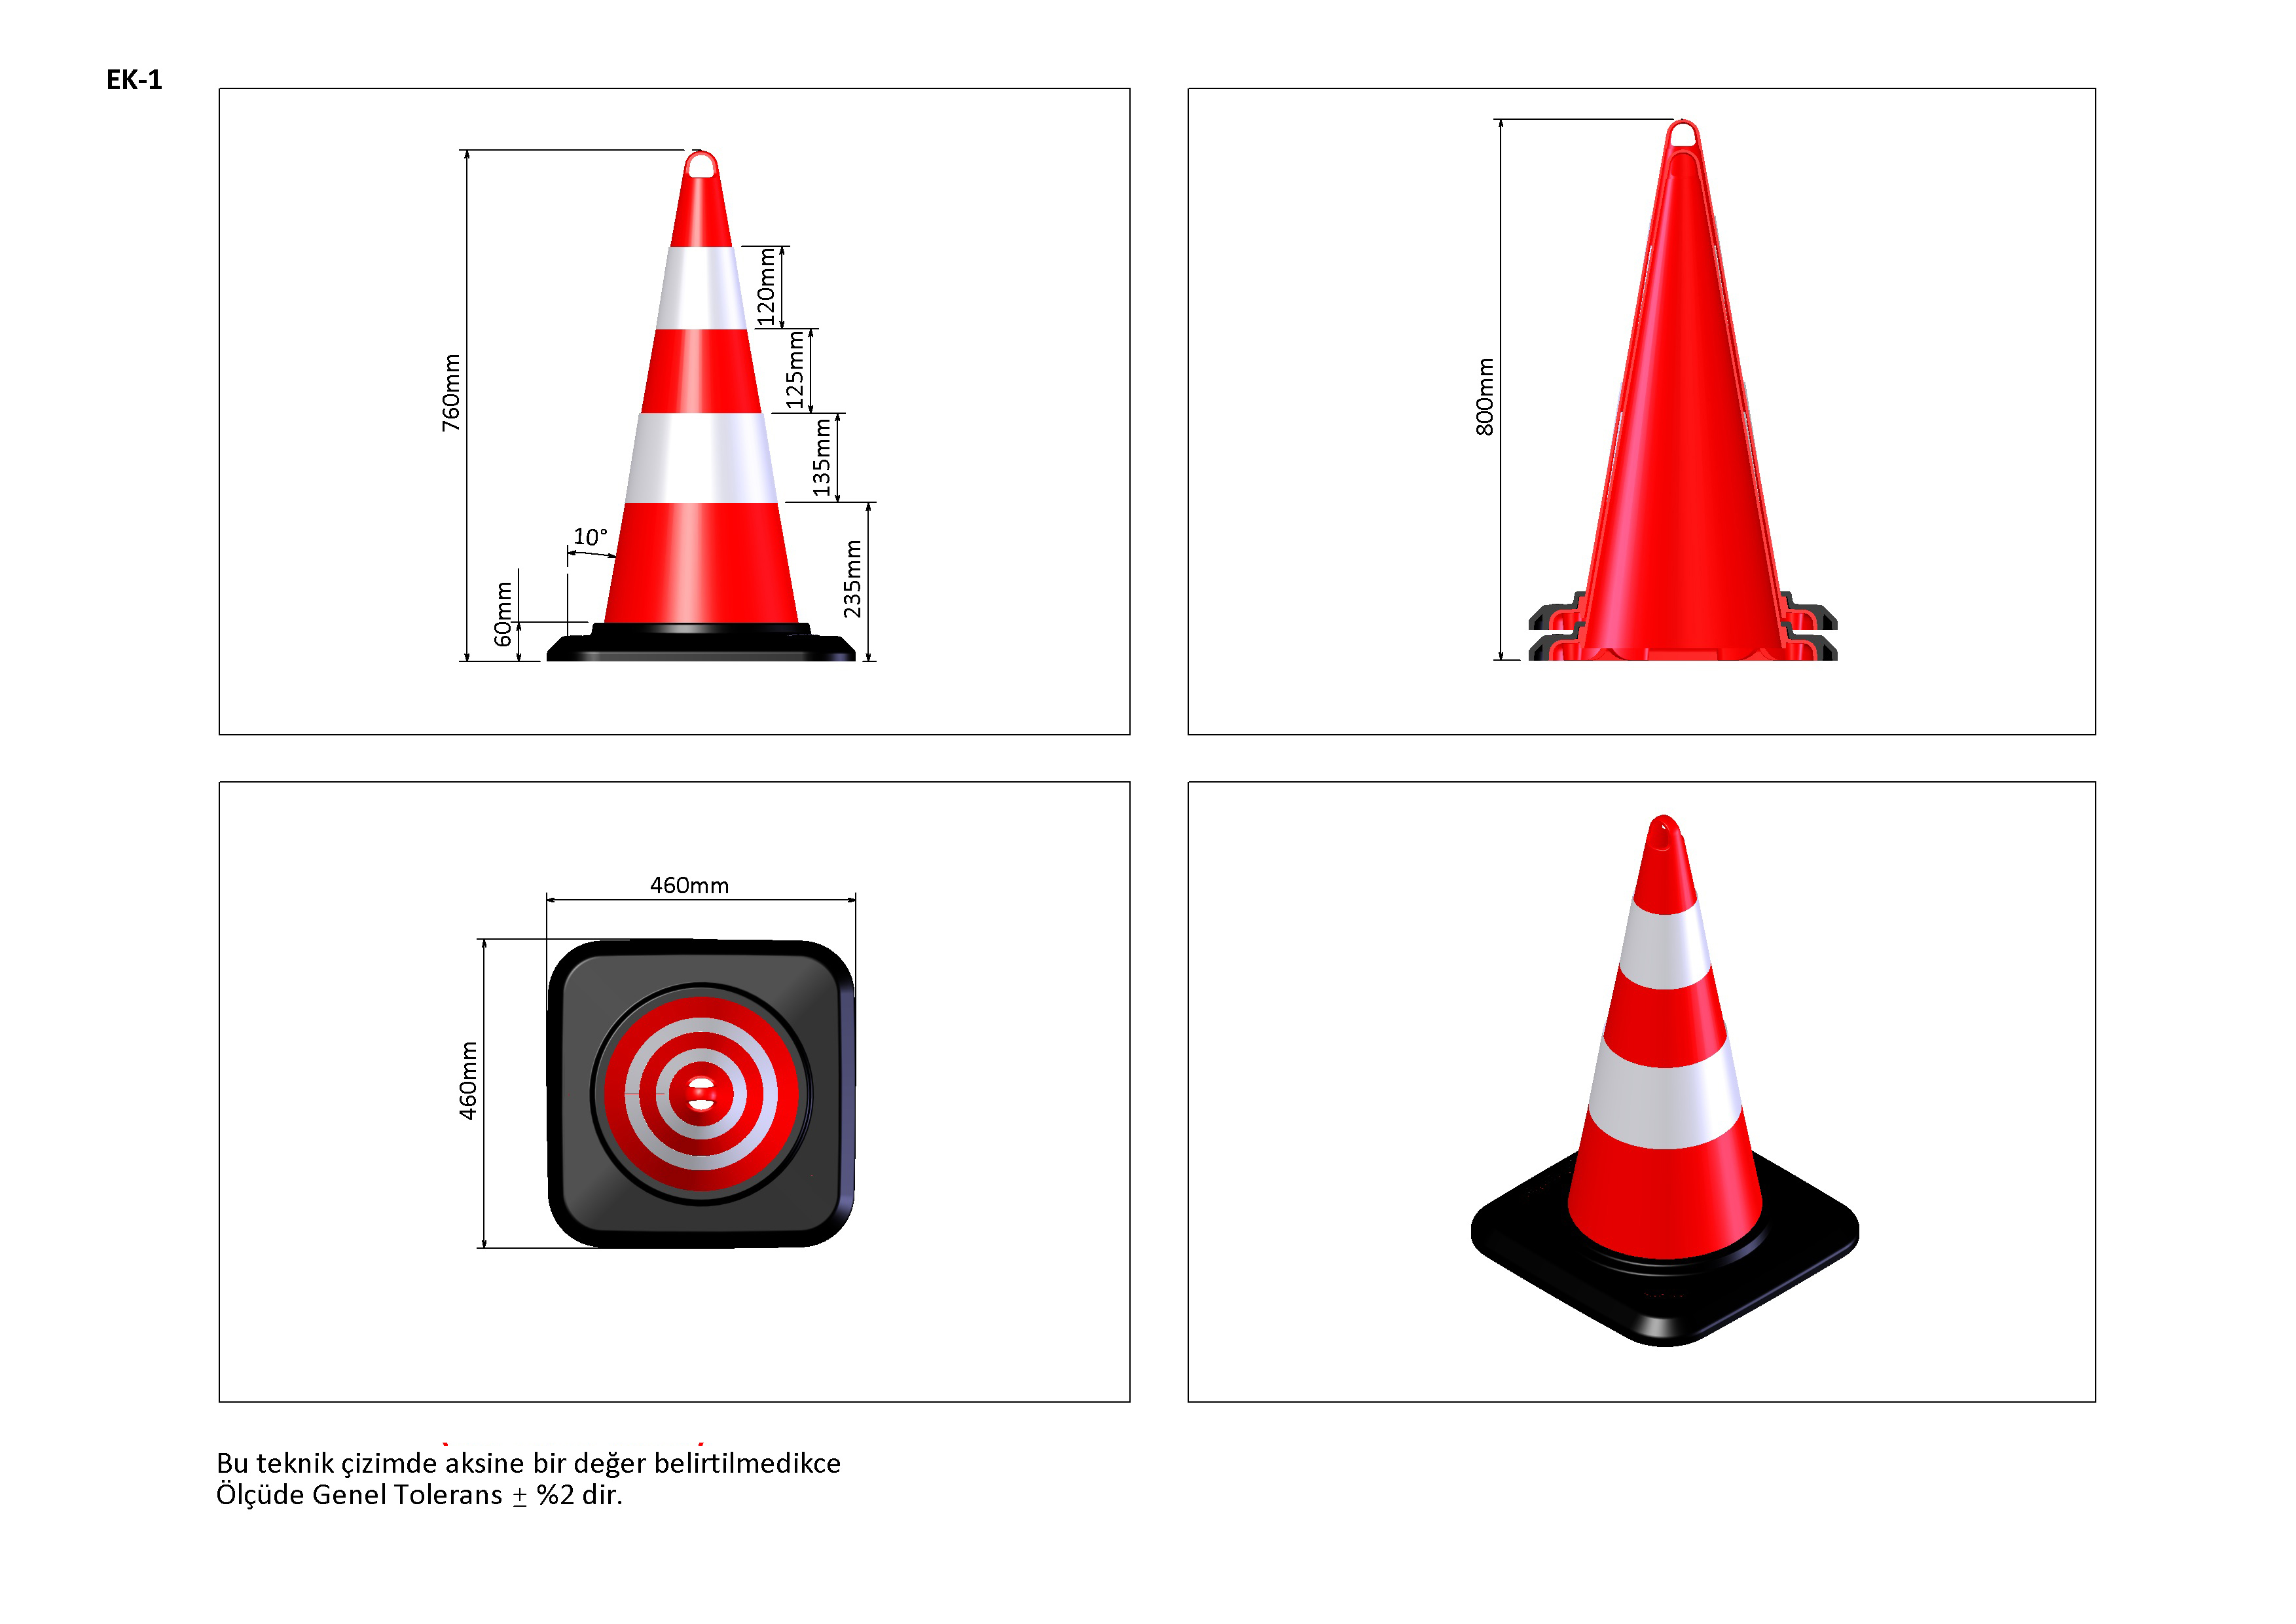 EK-1
760mm
120mm
125mm
135mm
10°
60mm
235mm
800mm
460mm
460mm
Bu teknik çizimde aksine bir değer belirtilmedikce
Ölçüde Genel Tolerans ± %2 dir.